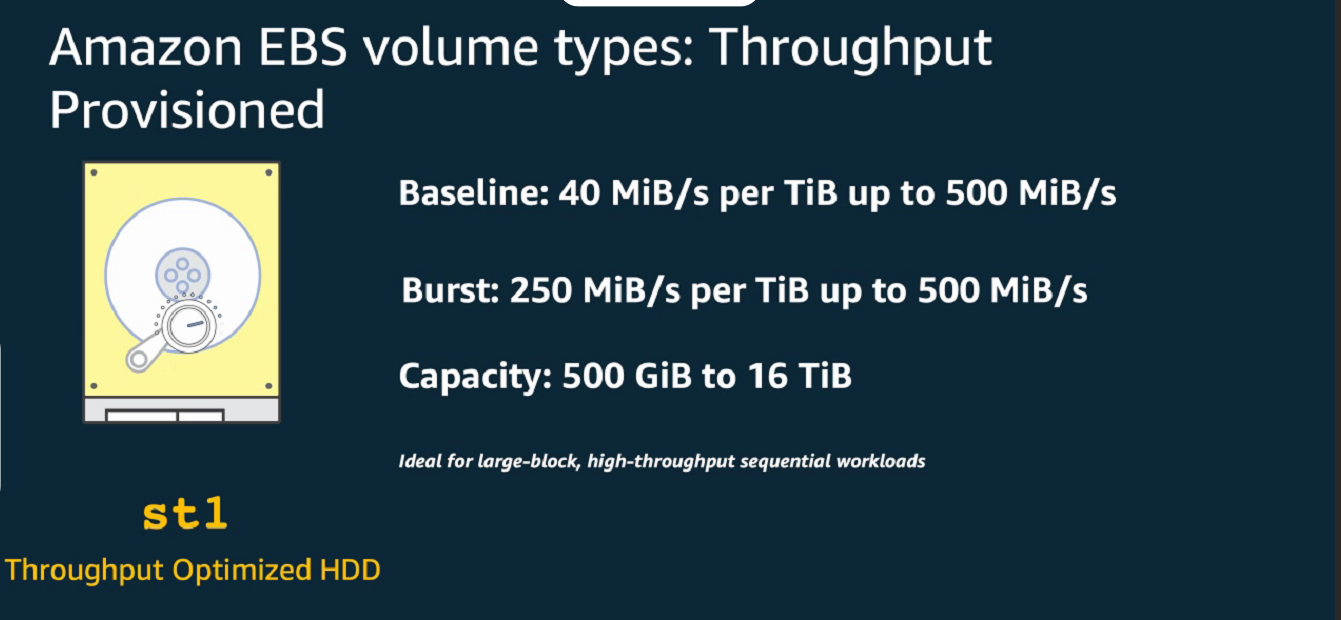 Amazon EBS volume types: Throughput
Provisioned
Baseline: 40 MiB/s per TiB up to 500 MiB/s
Burst: 250 MiB/s per TiB up to 500 MiB/s
Capacity: 500 GiB to 16 TiB
Ideal for large-block, high-throughput sequential workloads
st1
Throughput Optimized HDD